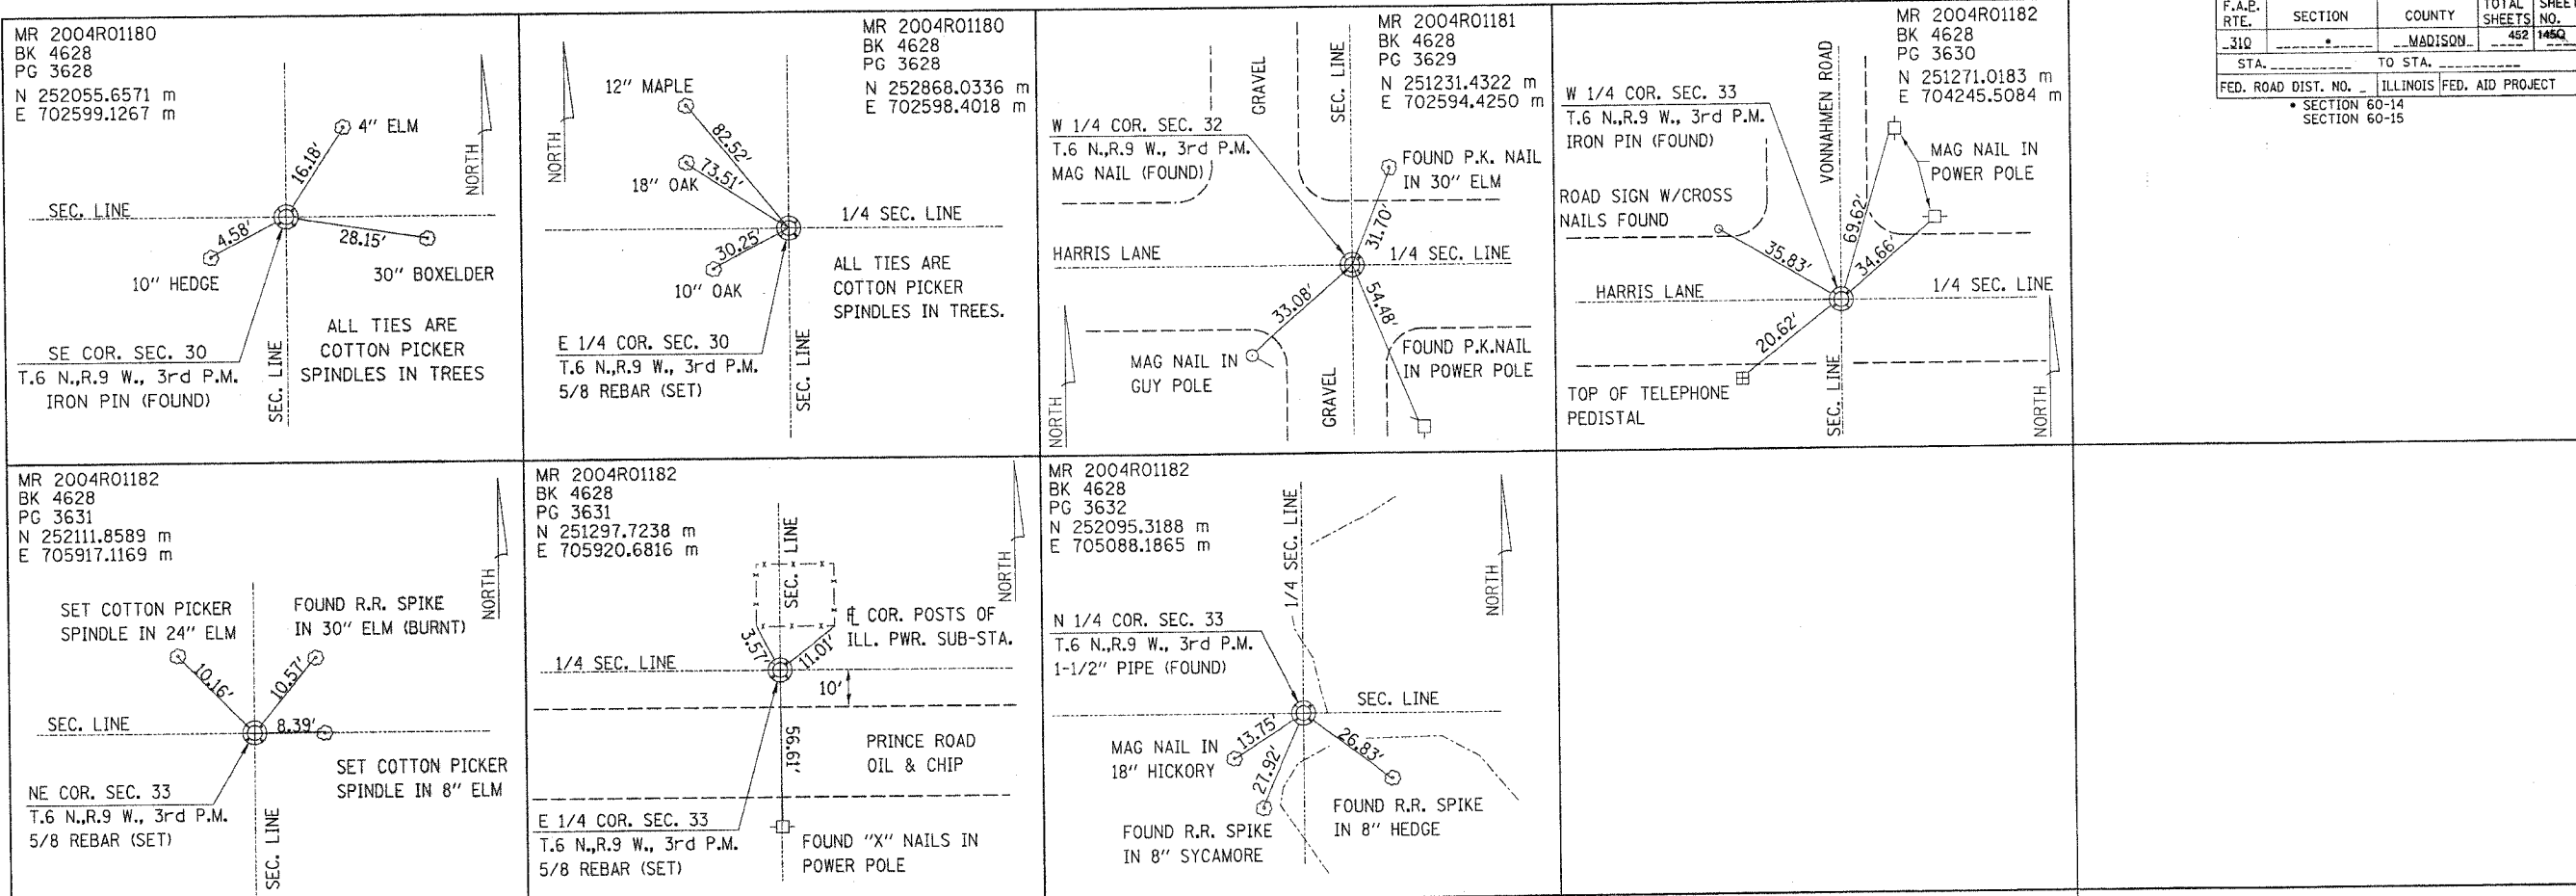 MR 2004R01180
BK 4628
PG 3628
N 252055.6571 m
E 702599.1267 m
4" ELM
16.18'
NORTH
SEC. LINE
4.58'
28.15'
10" HEDGE
30" BOXELDER
ALL TIES ARE
COTTON PICKER
SPINDLES IN TREES
SE COR. SEC. 30
T.6 N.,R.9 W., 3rd P.M.
IRON PIN (FOUND)
SEC. LINE
MR 2004R01180
BK 4628
PG 3628
N 252868.0336 m
E 702598.4018 m
12" MAPLE
NORTH
82.52'
73.51'
18" OAK
1/4 SEC. LINE
30.25'
10" OAK
ALL TIES ARE
COTTON PICKER
SPINDLES IN TREES.
E 1/4 COR. SEC. 30
T.6 N.,R.9 W., 3rd P.M.
5/8 REBAR (SET)
SEC. LINE
MR 2004R01181
BK 4628
PG 3629
N 251231.4322 m
E 702594.4250 m
GRAVEL
SEC. LINE
W 1/4 COR. SEC. 32
T.6 N.,R.9 W., 3rd P.M.
MAG NAIL (FOUND)
FOUND P.K. NAIL
IN 30" ELM
31.70'
HARRIS LANE
1/4 SEC. LINE
33.08'
54.48'
MAG NAIL IN
GUY POLE
FOUND P.K.NAIL
IN POWER POLE
GRAVEL
NORTH
MR 2004R01182
BK 4628
PG 3630
N 251271.0183 m
E 704245.5084 m
VONNAHMEN ROAD
W 1/4 COR. SEC. 33
T.6 N.,R.9 W., 3rd P.M.
IRON PIN (FOUND)
MAG NAIL IN
POWER POLE
ROAD SIGN W/CROSS
NAILS FOUND
69.62'
35.83'
34.66'
HARRIS LANE
1/4 SEC. LINE
20.62'
TOP OF TELEPHONE
PEDISTAL
SEC. LINE
NORTH
F.A.P. RTE. SECTION COUNTY TOTAL SHEETS SHEET NO.
310 * MADISON 452 145Q
STA. TO STA.
FED. ROAD DIST. NO. _ ILLINOIS FED. AID PROJECT
* SECTION 60-14
SECTION 60-15
MR 2004R01182
BK 4628
PG 3631
N 252111.8589 m
E 705917.1169 m
NORTH
SET COTTON PICKER
SPINDLE IN 24" ELM
FOUND R.R. SPIKE
IN 30" ELM (BURNT)
10.16'
10.57'
SEC. LINE
8.39'
SET COTTON PICKER
SPINDLE IN 8" ELM
NE COR. SEC. 33
T.6 N.,R.9 W., 3rd P.M.
5/8 REBAR (SET)
SEC. LINE
MR 2004R01182
BK 4628
PG 3631
N 251297.7238 m
E 705920.6816 m
SEC. LINE
NORTH
℄ COR. POSTS OF
ILL. PWR. SUB-STA.
3.57'
11.01'
1/4 SEC. LINE
10'
56.61'
PRINCE ROAD
OIL & CHIP
E 1/4 COR. SEC. 33
T.6 N.,R.9 W., 3rd P.M.
5/8 REBAR (SET)
FOUND "X" NAILS IN
POWER POLE
MR 2004R01182
BK 4628
PG 3632
N 252095.3188 m
E 705088.1865 m
1/4 SEC. LINE
NORTH
N 1/4 COR. SEC. 33
T.6 N.,R.9 W., 3rd P.M.
1-1/2" PIPE (FOUND)
SEC. LINE
13.75'
27.92'
26.83'
MAG NAIL IN
18" HICKORY
FOUND R.R. SPIKE
IN 8" SYCAMORE
FOUND R.R. SPIKE
IN 8" HEDGE